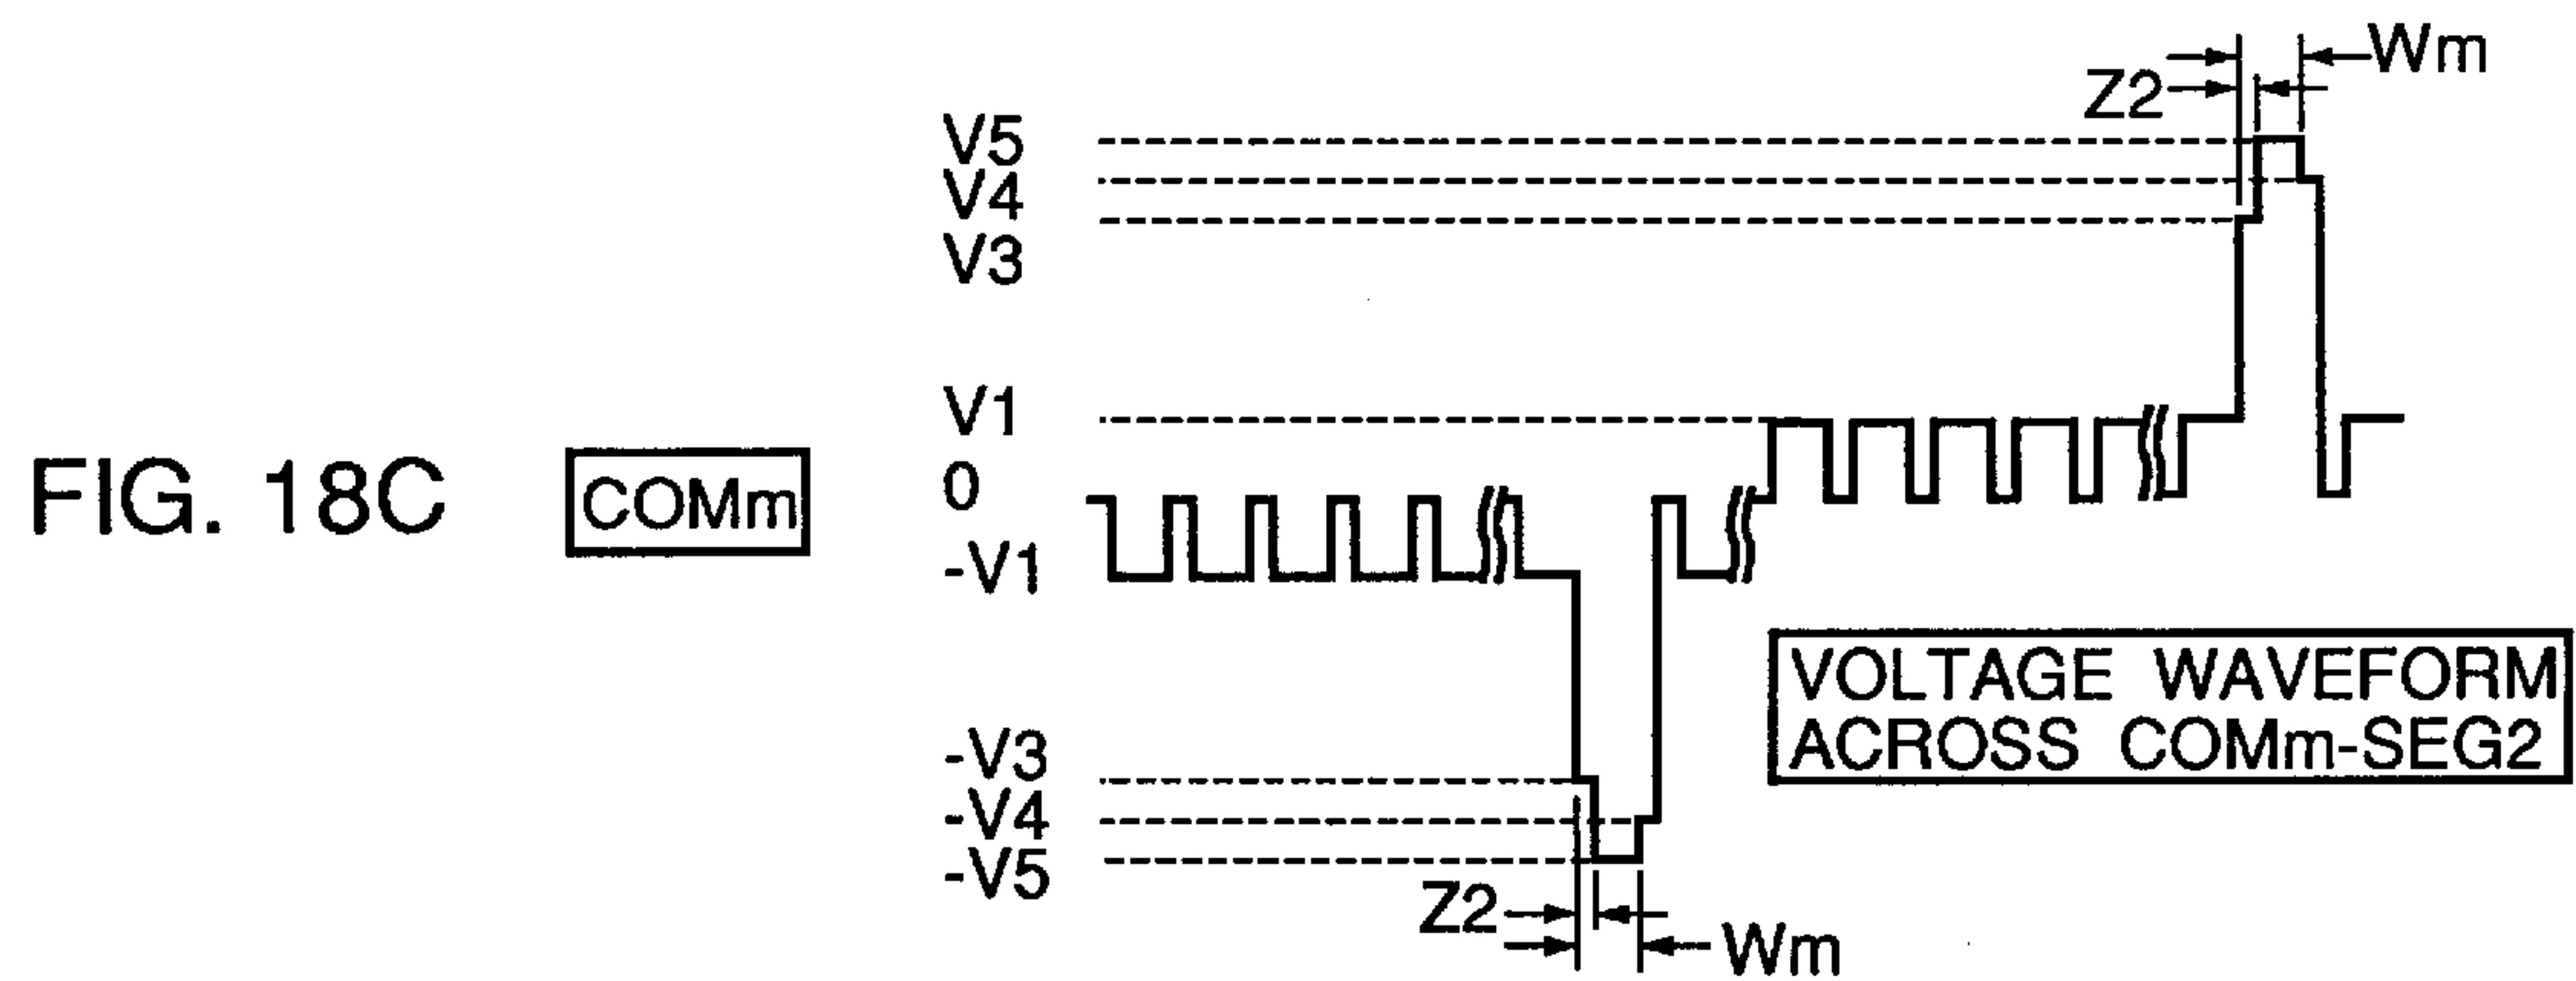 Wm
Z2
V5
V4
V3
V1
FIG. 18C
COMm
0
-V1
VOLTAGE WAVEFORM
ACROSS COMm-SEG2
-V3
-V4
-V5
Z2
Wm